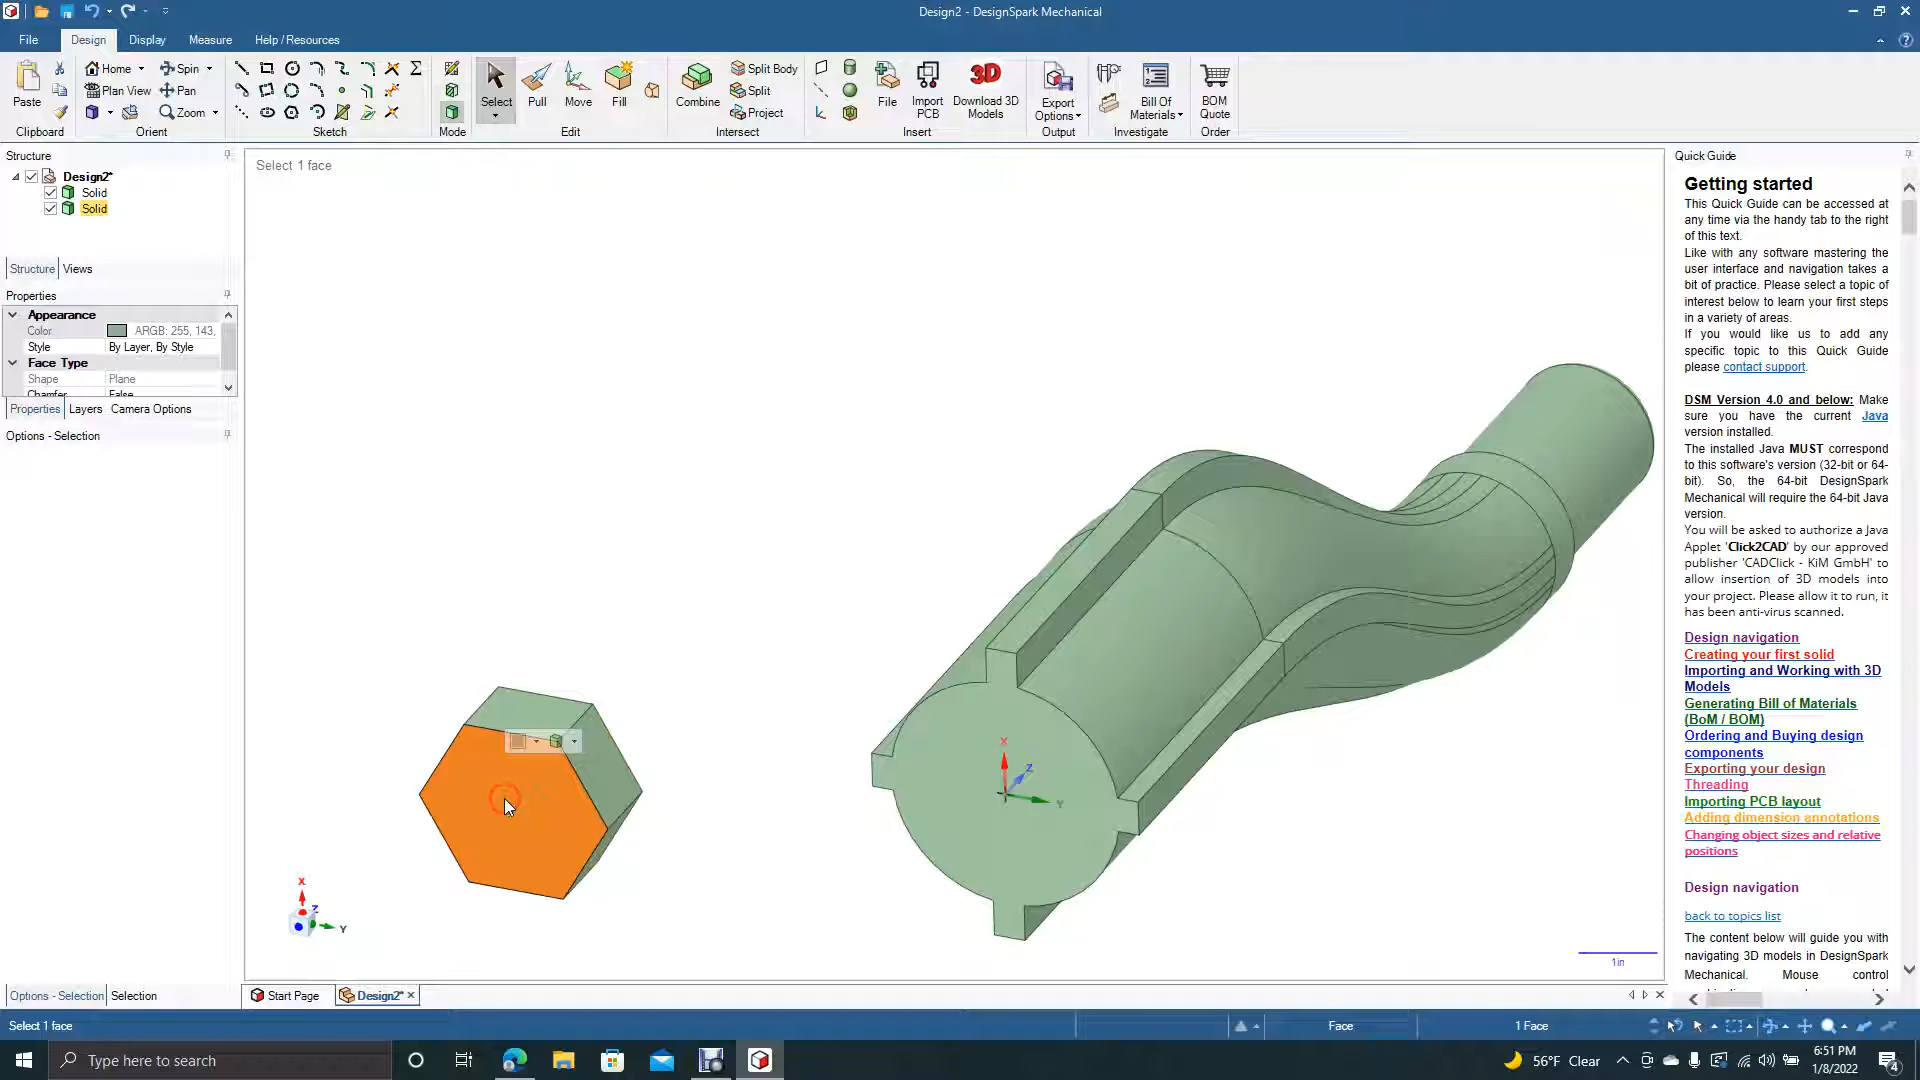 Design2 - DesignSpark Mechanical
File
Design
Display
Measure
Help / Resources
Paste
Clipboard
Home
Spin
Plan View
Pan
Zoom
Orient
Sketch
Mode
Select
Pull
Move
Fill
Edit
Combine
Split Body
Split
Project
Intersect
File
Import PCB
3D
Download 3D Models
Insert
Export Options
Output
Bill Of Materials
Investigate
BOM Quote
Order
Structure
Design2*
Solid
Solid
Structure
Views
Properties
Appearance
Color ARGB: 255, 143,
Style By Layer, By Style
Face Type
Shape Plane
Chamfer False
Properties
Layers
Camera Options
Options - Selection
Options - Selection
Selection
Select 1 face
X
Z
Y
X
Z
Y
1in
Start Page
Design2*
Quick Guide
Getting started
This Quick Guide can be accessed at
any time via the handy tab to the right
of this text.
Like with any software mastering the
user interface and navigation takes a
bit of practice. Please select a topic of
interest below to learn your first steps
in a variety of areas.
If you would like us to add any
specific topic to this Quick Guide
please contact support.
DSM Version 4.0 and below: Make
sure you have the current Java
version installed.
The installed Java MUST correspond
to this software's version (32-bit or 64-
bit). So, the 64-bit DesignSpark
Mechanical will require the 64-bit Java
version.
You will be asked to authorize a Java
Applet 'Click2CAD' by our approved
publisher 'CADClick - KiM GmbH' to
allow insertion of 3D models into
your project. Please allow it to run, it
has been anti-virus scanned.
Design navigation
Creating your first solid
Importing and Working with 3D
Models
Generating Bill of Materials
(BoM / BOM)
Ordering and Buying design
components
Exporting your design
Threading
Importing PCB layout
Adding dimension annotations
Changing object sizes and relative
positions
Design navigation
back to topics list
The content below will guide you with
navigating 3D models in DesignSpark
Mechanical. Mouse control
Select 1 face
Face
1 Face
Type here to search
56°F Clear
6:51 PM
1/8/2022
4